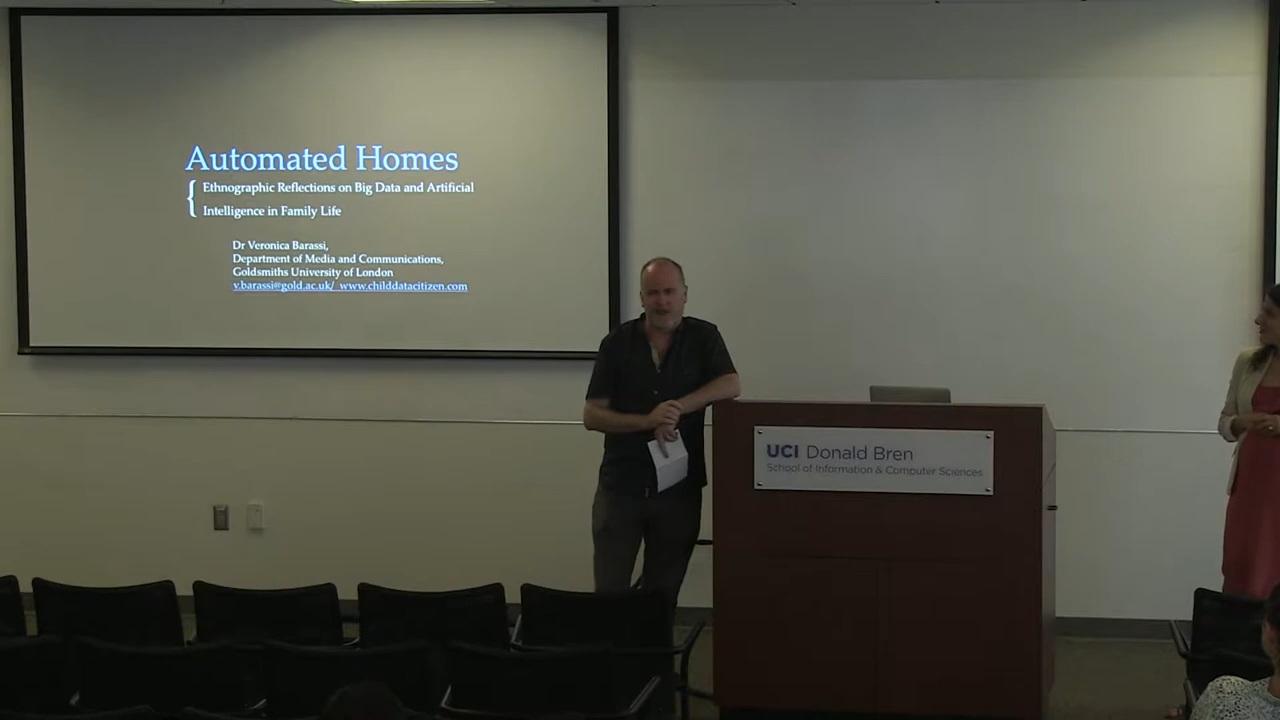 Automated Homes
Ethnographic Reflections on Big Data and Artificial
Intelligence in Family Life
Dr Veronica Barassi,
Department of Media and Communications,
Goldsmiths University of London
v.barassi@gold.ac.uk/ www.childdatacitizen.com
UCI Donald Bren
School of Information & Computer Sciences